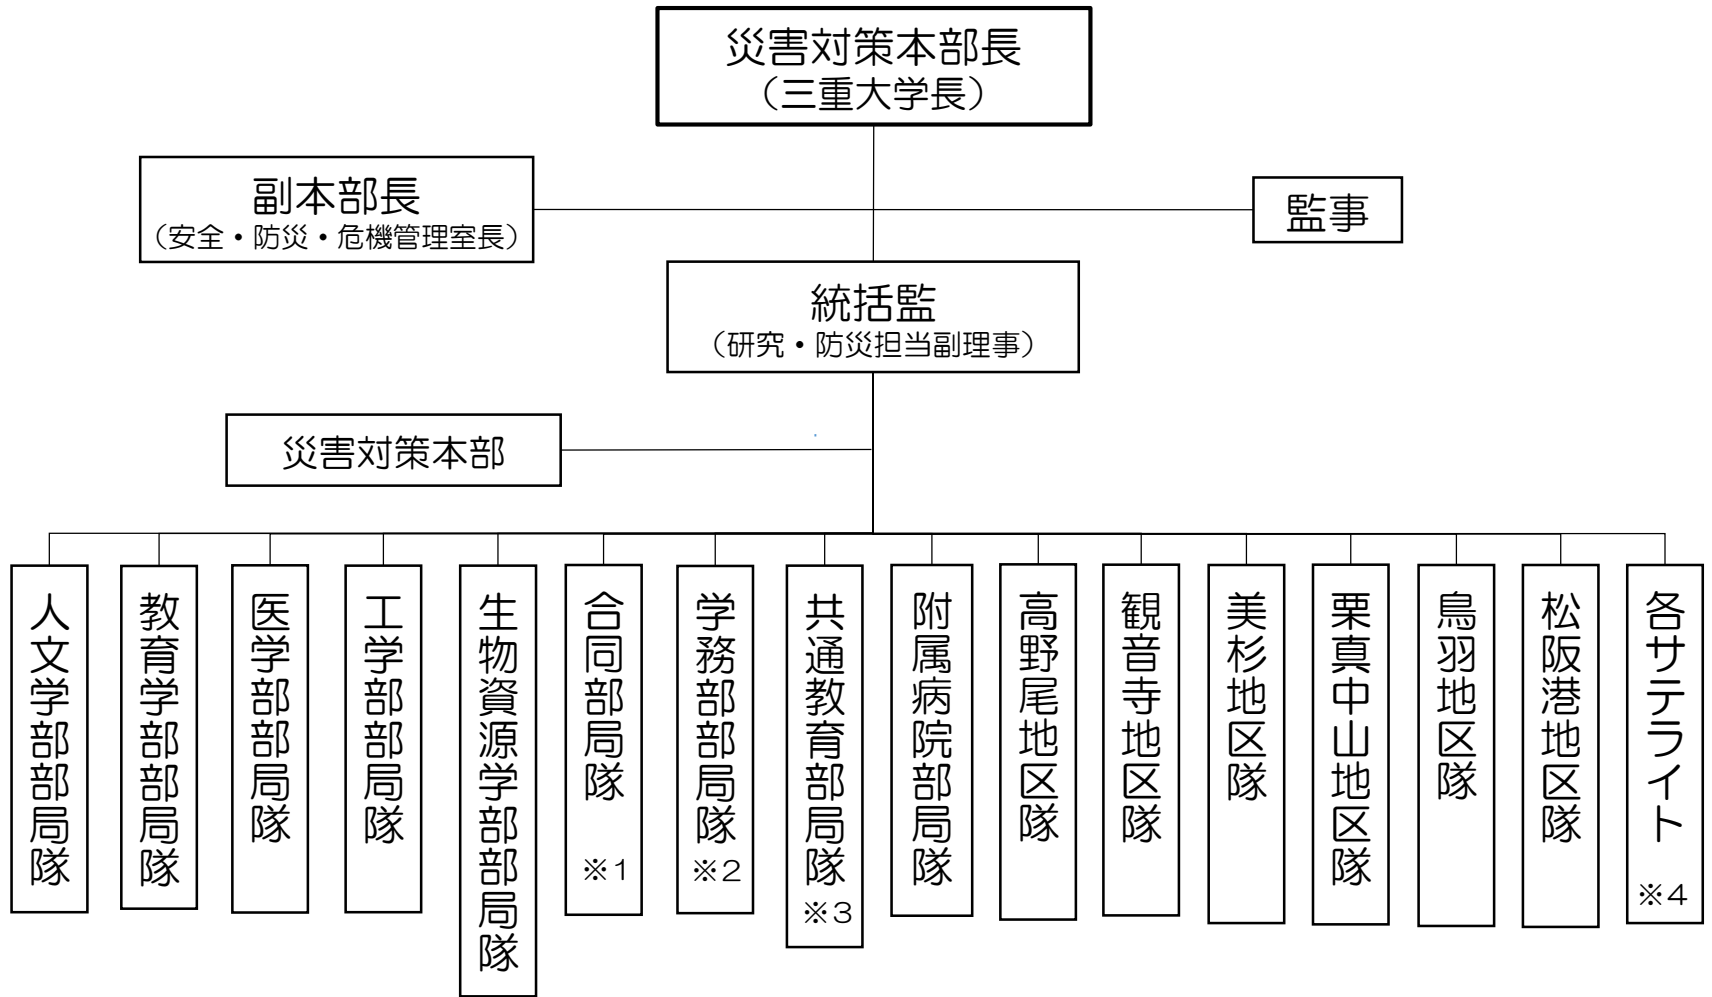 災害対策本部長
（三重大学長）
副本部長
（安全・防災・危機管理室長）
監事
統括監
（研究・防災担当副理事）
災害対策本部
人文学部部局隊
教育学部部局隊
医学部部局隊
工学部部局隊
生物資源学部部局隊
合同部局隊 ※1
学務部部局隊 ※2
共通教育部局隊 ※3
附属病院部局隊
高野尾地区隊
観音寺地区隊
美杉地区隊
栗真中山地区隊
鳥羽地区隊
松阪港地区隊
各サテライト ※4